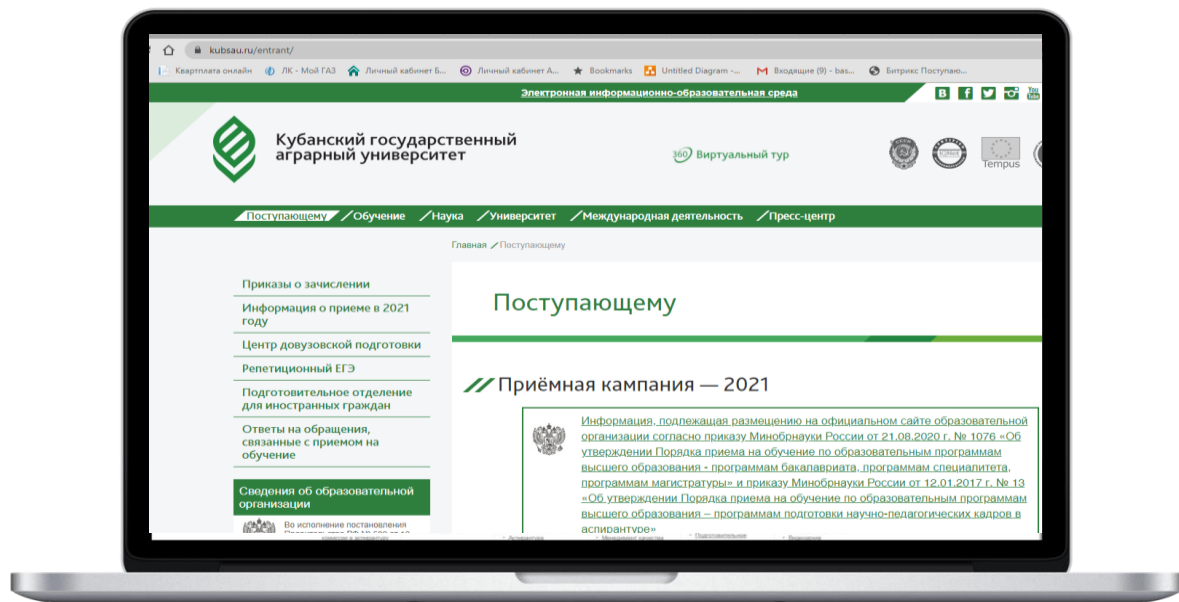 kubsau.ru/entrant/
Квартплата онлайн ЛК - Мой ГАЗ Личный кабинет Б... Личный кабинет А... Bookmarks Untitled Diagram -... Входящие (9) - bas... Битрикс Поступаю...
Электронная информационно-образовательная среда
B f You Tube
Кубанский государственный
аграрный университет
360 Виртуальный тур
Tempus
Поступающему Обучение Наука Университет Международная деятельность Пресс-центр
Главная Поступающему
Приказы о зачислении
Информация о приеме в 2021
году
Центр довузовской подготовки
Репетиционный ЕГЭ
Подготовительное отделение
для иностранных граждан
Ответы на обращения,
связанные с приемом на
обучение
Сведения об образовательной
организации
Во исполнение постановления
Поступающему
Приёмная кампания — 2021
Информация, подлежащая размещению на официальном сайте образовательной
организации согласно приказу Минобрнауки России от 21.08.2020 г. № 1076 «Об
утверждении Порядка приема на обучение по образовательным программам
высшего образования - программам бакалавриата, программам специалитета,
программам магистратуры» и приказу Минобрнауки России от 12.01.2017 г. № 13
«Об утверждении Порядка приема на обучение по образовательным программам
высшего образования – программам подготовки научно-педагогических кадров в
аспирантуре»